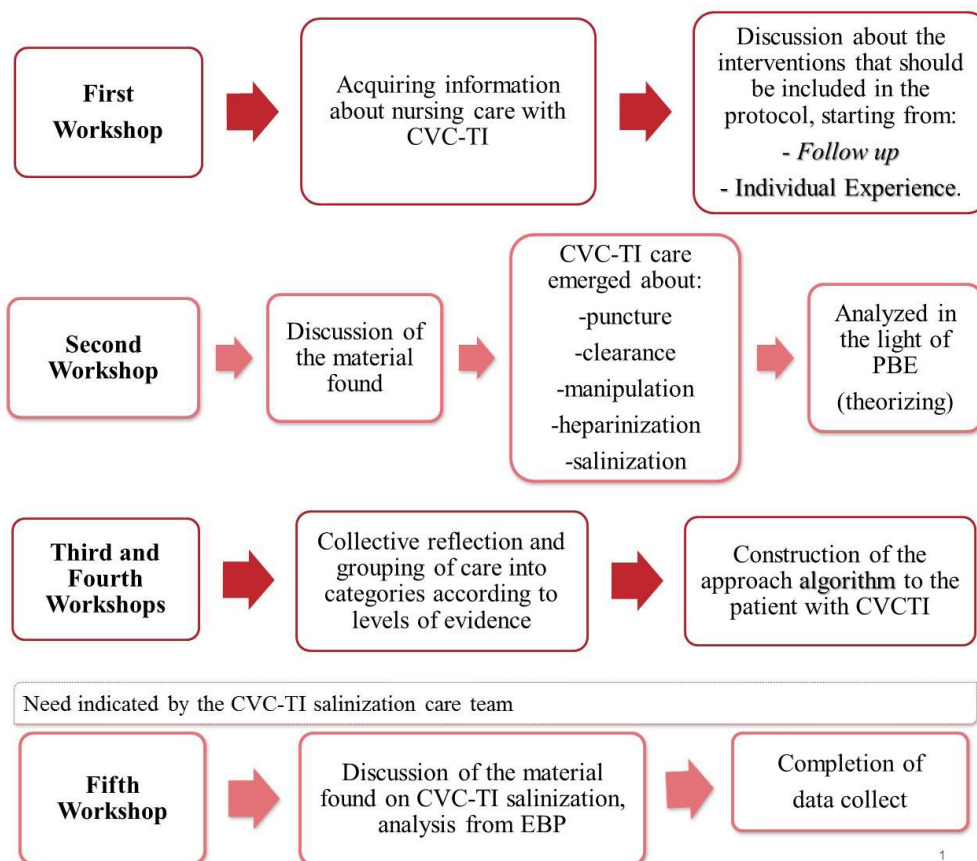 First
Workshop
Acquiring information
about nursing care with
CVC-TI
Discussion about the
interventions that should
be included in the
protocol, starting from:
- Follow up
- Individual Experience.
Second
Workshop
Discussion of
the material
found
CVC-TI care
emerged about:
-puncture
-clearance
-manipulation
-heparinization
-salinization
Analyzed in
the light of
PBE
(theorizing)
Third and
Fourth
Workshops
Collective reflection and
grouping of care into
categories according to
levels of evidence
Construction of the
approach algorithm to the
patient with CVCTI
Need indicated by the CVC-TI salinization care team
Fifth
Workshop
Discussion of the material
found on CVC-TI salinization,
analysis from EBP
Completion of
data collect
1